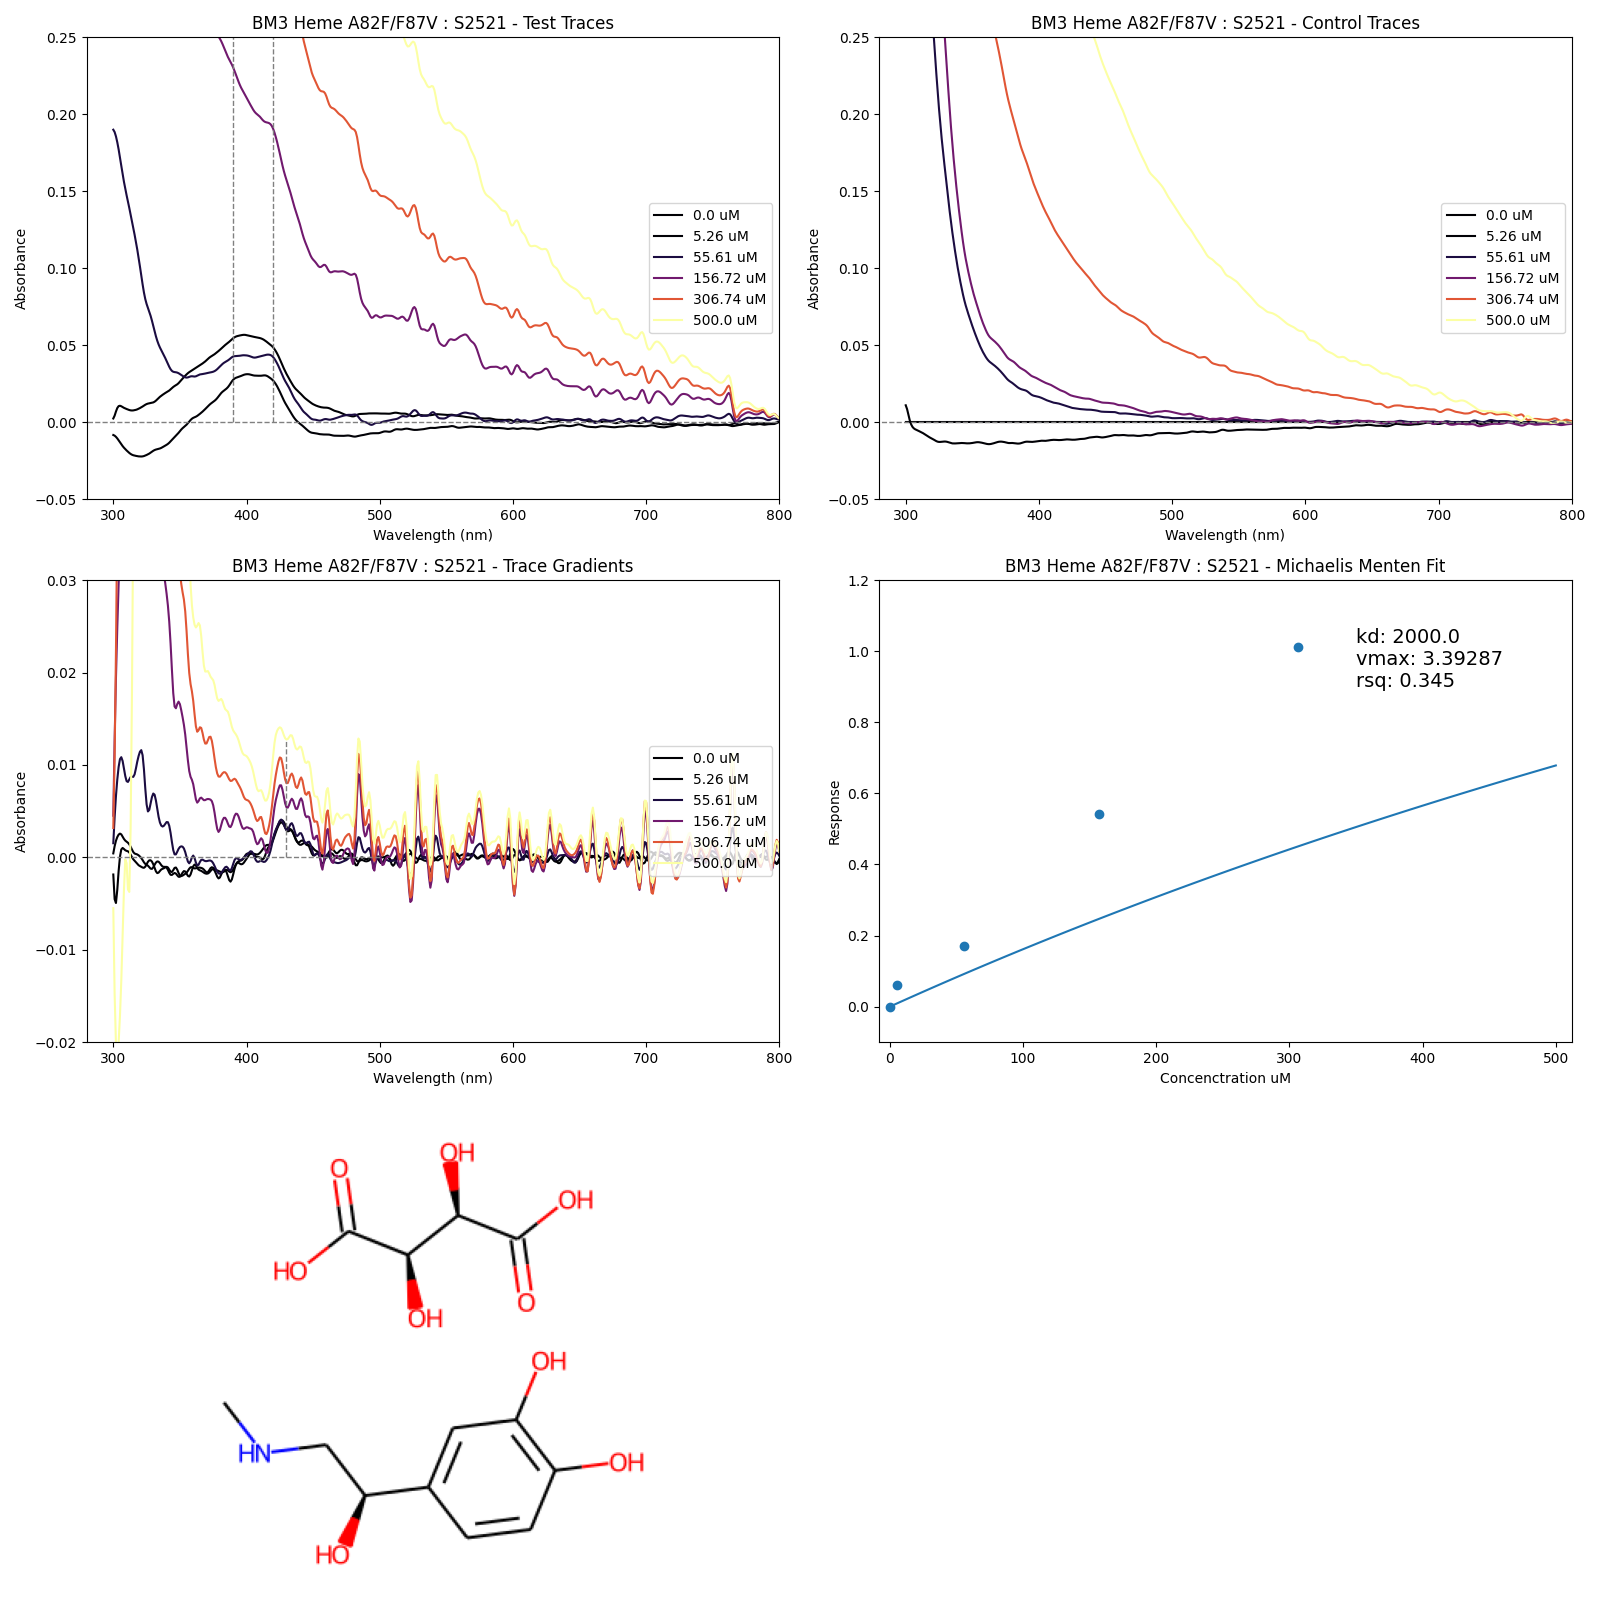 BM3 Heme A82F/F87V : S2521 - Test Traces
0.25
0.20
0.15
0.10
0.05
0.00
−0.05
Absorbance
300 400 500 600 700 800
Wavelength (nm)
0.0 uM
5.26 uM
55.61 uM
156.72 uM
306.74 uM
500.0 uM
BM3 Heme A82F/F87V : S2521 - Control Traces
0.25
0.20
0.15
0.10
0.05
0.00
−0.05
Absorbance
300 400 500 600 700 800
Wavelength (nm)
0.0 uM
5.26 uM
55.61 uM
156.72 uM
306.74 uM
500.0 uM
BM3 Heme A82F/F87V : S2521 - Trace Gradients
0.03
0.02
0.01
0.00
−0.01
−0.02
Absorbance
300 400 500 600 700 800
Wavelength (nm)
0.0 uM
5.26 uM
55.61 uM
156.72 uM
306.74 uM
500.0 uM
BM3 Heme A82F/F87V : S2521 - Michaelis Menten Fit
1.2
1.0
0.8
0.6
0.4
0.2
0.0
Response
0 100 200 300 400 500
Concenctration uM
kd: 2000.0
vmax: 3.39287
rsq: 0.345
OH
O
OH
HO
O
OH
OH
HN
OH
HO